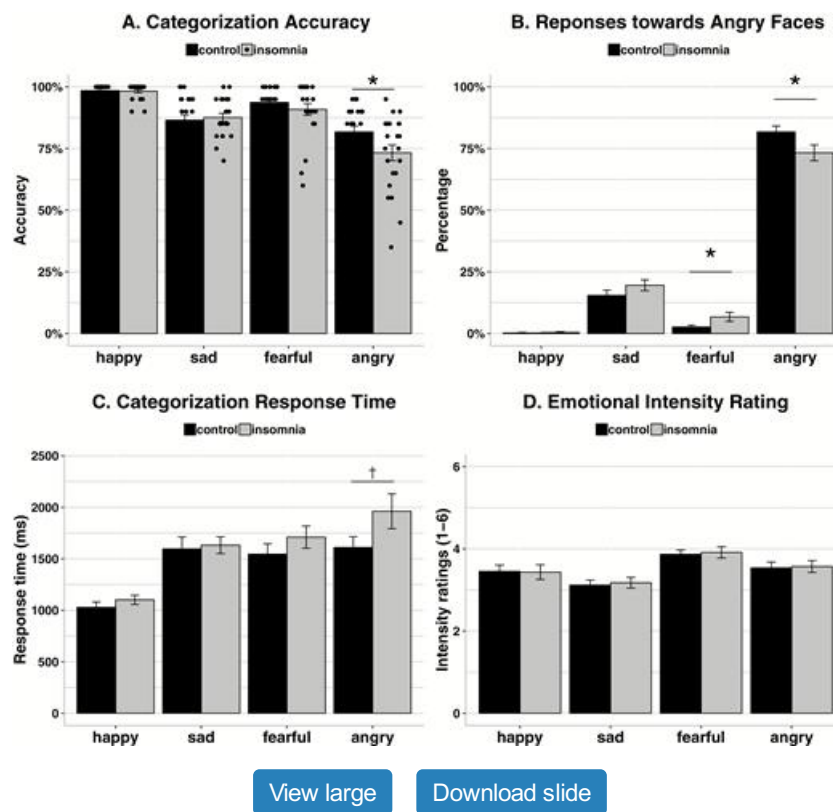 A. Categorization Accuracy
control insomnia
*
100%
75%
50%
25%
0%
Accuracy
happy sad fearful angry
B. Reponses towards Angry Faces
control insomnia
*
*
100%
75%
50%
25%
0%
Percentage
happy sad fearful angry
C. Categorization Response Time
control insomnia
†
2500
2000
1500
1000
500
0
Response time (ms)
happy sad fearful angry
D. Emotional Intensity Rating
control insomnia
6
4
2
0
Intensity ratings (1-6)
happy sad fearful angry
View large Download slide